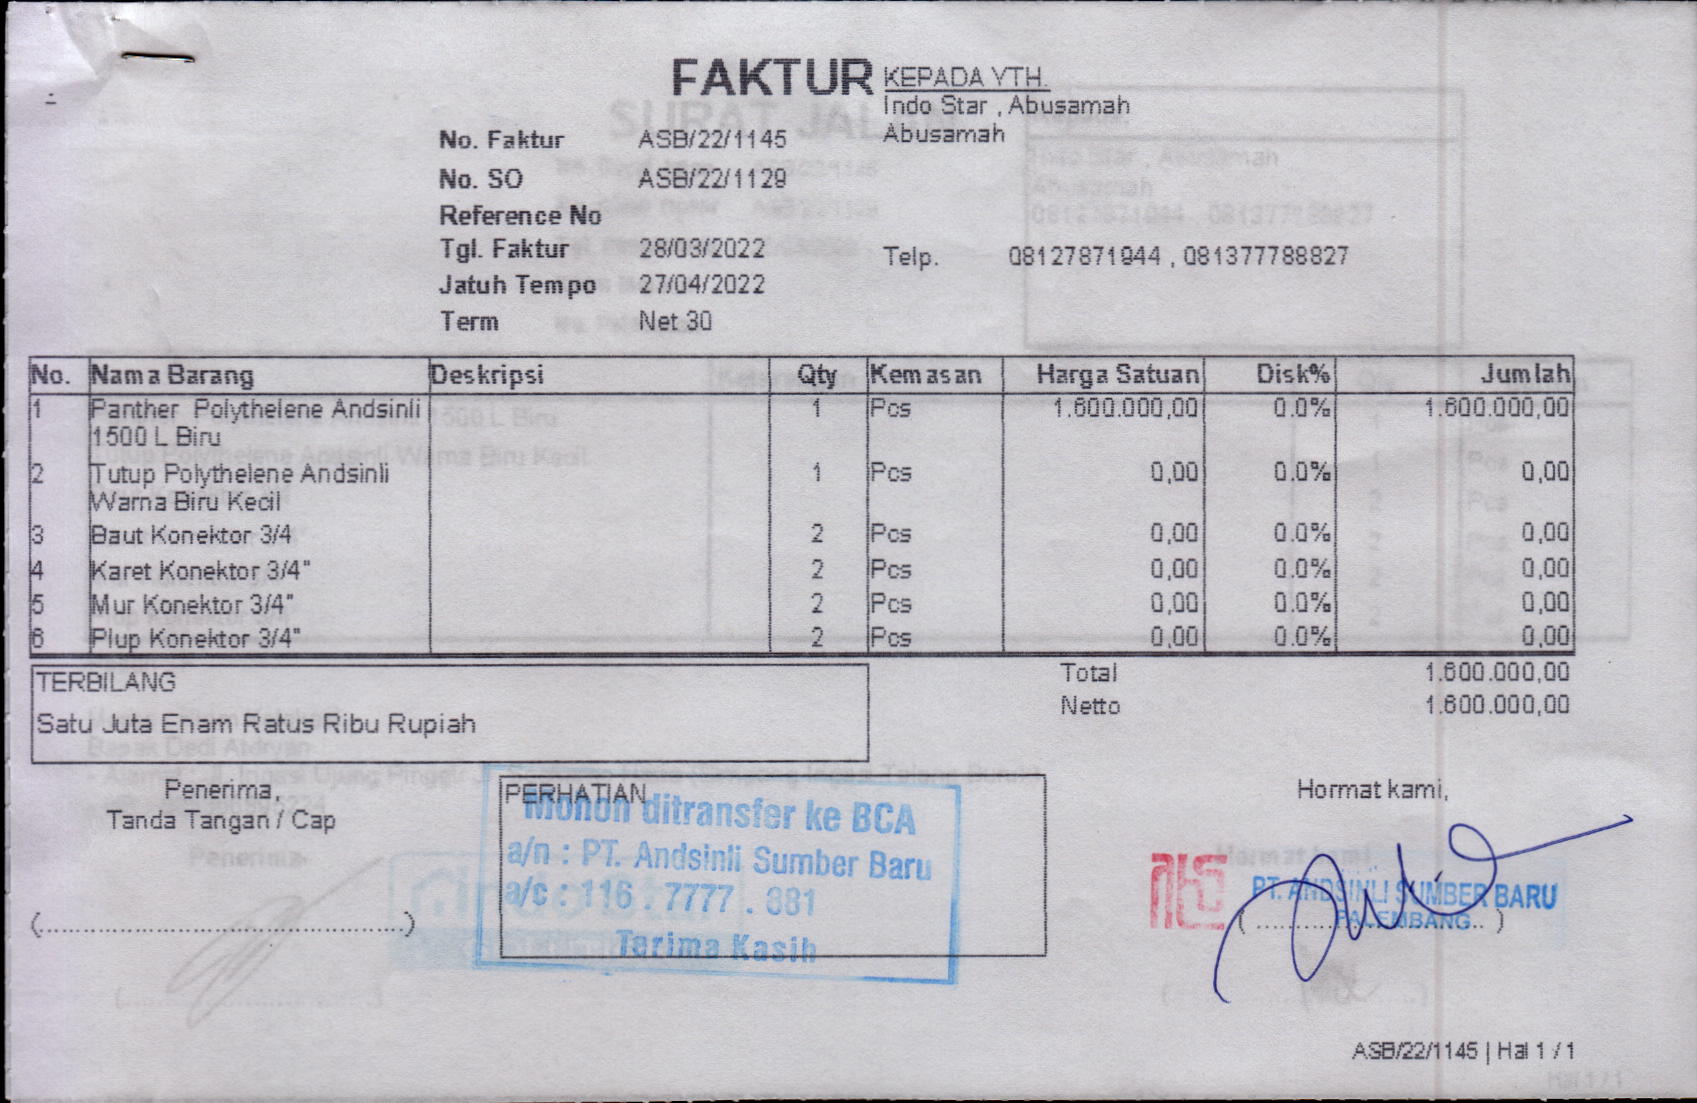 FAKTUR
KEPADA YTH.
Indo Star , Abusamah
Abusamah
No. Faktur ASB/22/1145
No. SO ASB/22/1129
Reference No
Tgl. Faktur 28/03/2022
Telp. 08127871944 , 081377788827
Jatuh Tempo 27/04/2022
Term Net 30
No. Nama Barang Deskripsi Qty Kemasan Harga Satuan Disk% Jumlah
1 Panther Polythelene Andsinli 1 Pcs 1.600.000,00 0.0% 1.600.000,00
1500 L Biru
2 Tutup Polythelene Andsinli 1 Pcs 0,00 0.0% 0,00
Warna Biru Kecil
3 Baut Konektor 3/4 2 Pcs 0,00 0.0% 0,00
4 Karet Konektor 3/4" 2 Pcs 0,00 0.0% 0,00
5 Mur Konektor 3/4" 2 Pcs 0,00 0.0% 0,00
6 Plup Konektor 3/4" 2 Pcs 0,00 0.0% 0,00
Total 1.600.000,00
Netto 1.600.000,00
TERBILANG
Satu Juta Enam Ratus Ribu Rupiah
Penerima,
Tanda Tangan / Cap
(..........................................)
PERHATIAN
Mohon ditransfer ke BCA
a/n : PT. Andsinli Sumber Baru
a/c : 116 . 7777 . 881
Terima Kasih
Hormat kami,
PT. ANDSINLI SUMBER BARU
PALEMBANG
ASB/22/1145 | Hal 1 / 1